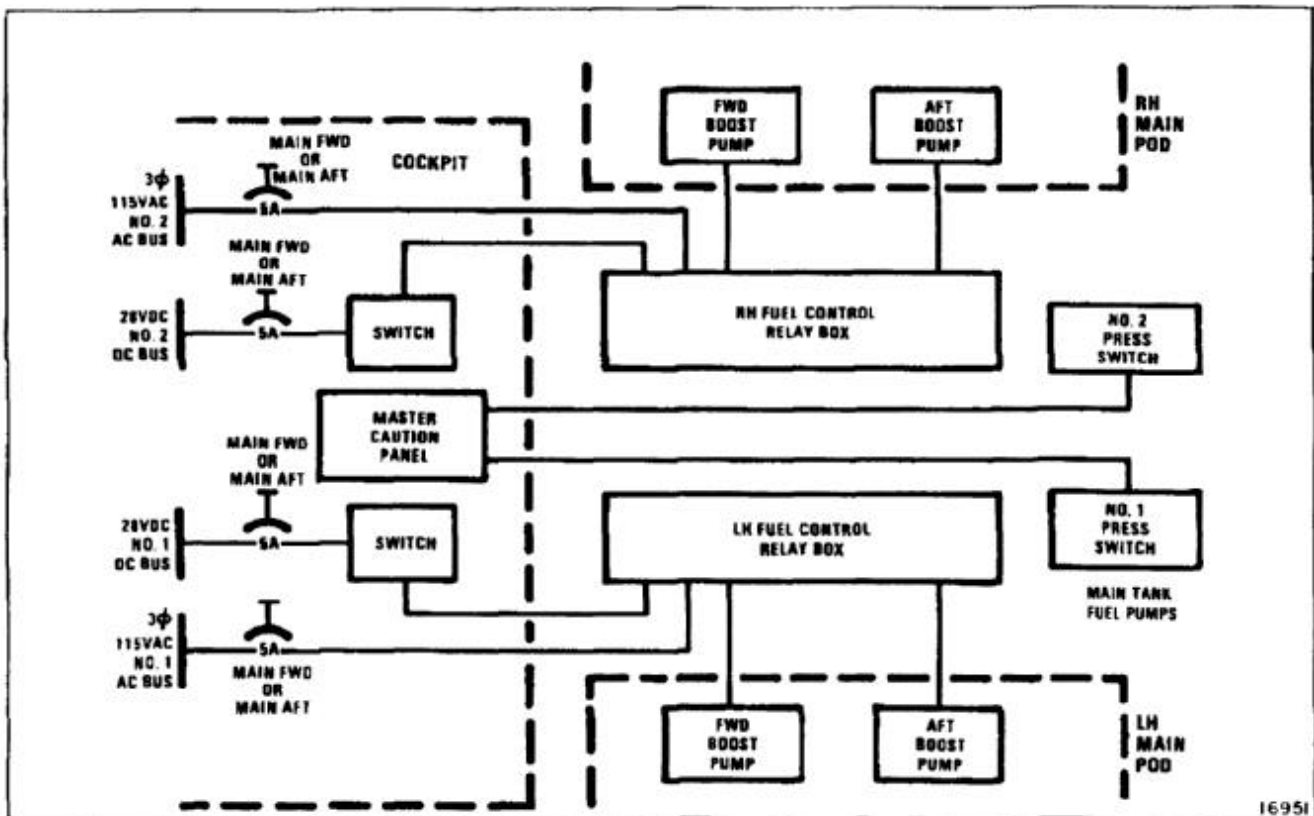 MAIN FWD
OR
MAIN AFT
COCKPIT
3ϕ
115VAC
NO. 2
AC BUS
5A
MAIN FWD
OR
MAIN AFT
28VDC
NO. 2
DC BUS
5A
SWITCH
MASTER
CAUTION
PANEL
MAIN FWD
OR
MAIN AFT
28VDC
NO. 1
DC BUS
5A
SWITCH
3ϕ
115VAC
NO. 1
AC BUS
5A
MAIN FWD
OR
MAIN AFT
FWD
BOOST
PUMP
AFT
BOOST
PUMP
RH
MAIN
POD
RH FUEL CONTROL
RELAY BOX
NO. 2
PRESS
SWITCH
LH FUEL CONTROL
RELAY BOX
NO. 1
PRESS
SWITCH
MAIN TANK
FUEL PUMPS
FWD
BOOST
PUMP
AFT
BOOST
PUMP
LH
MAIN
POD
16951